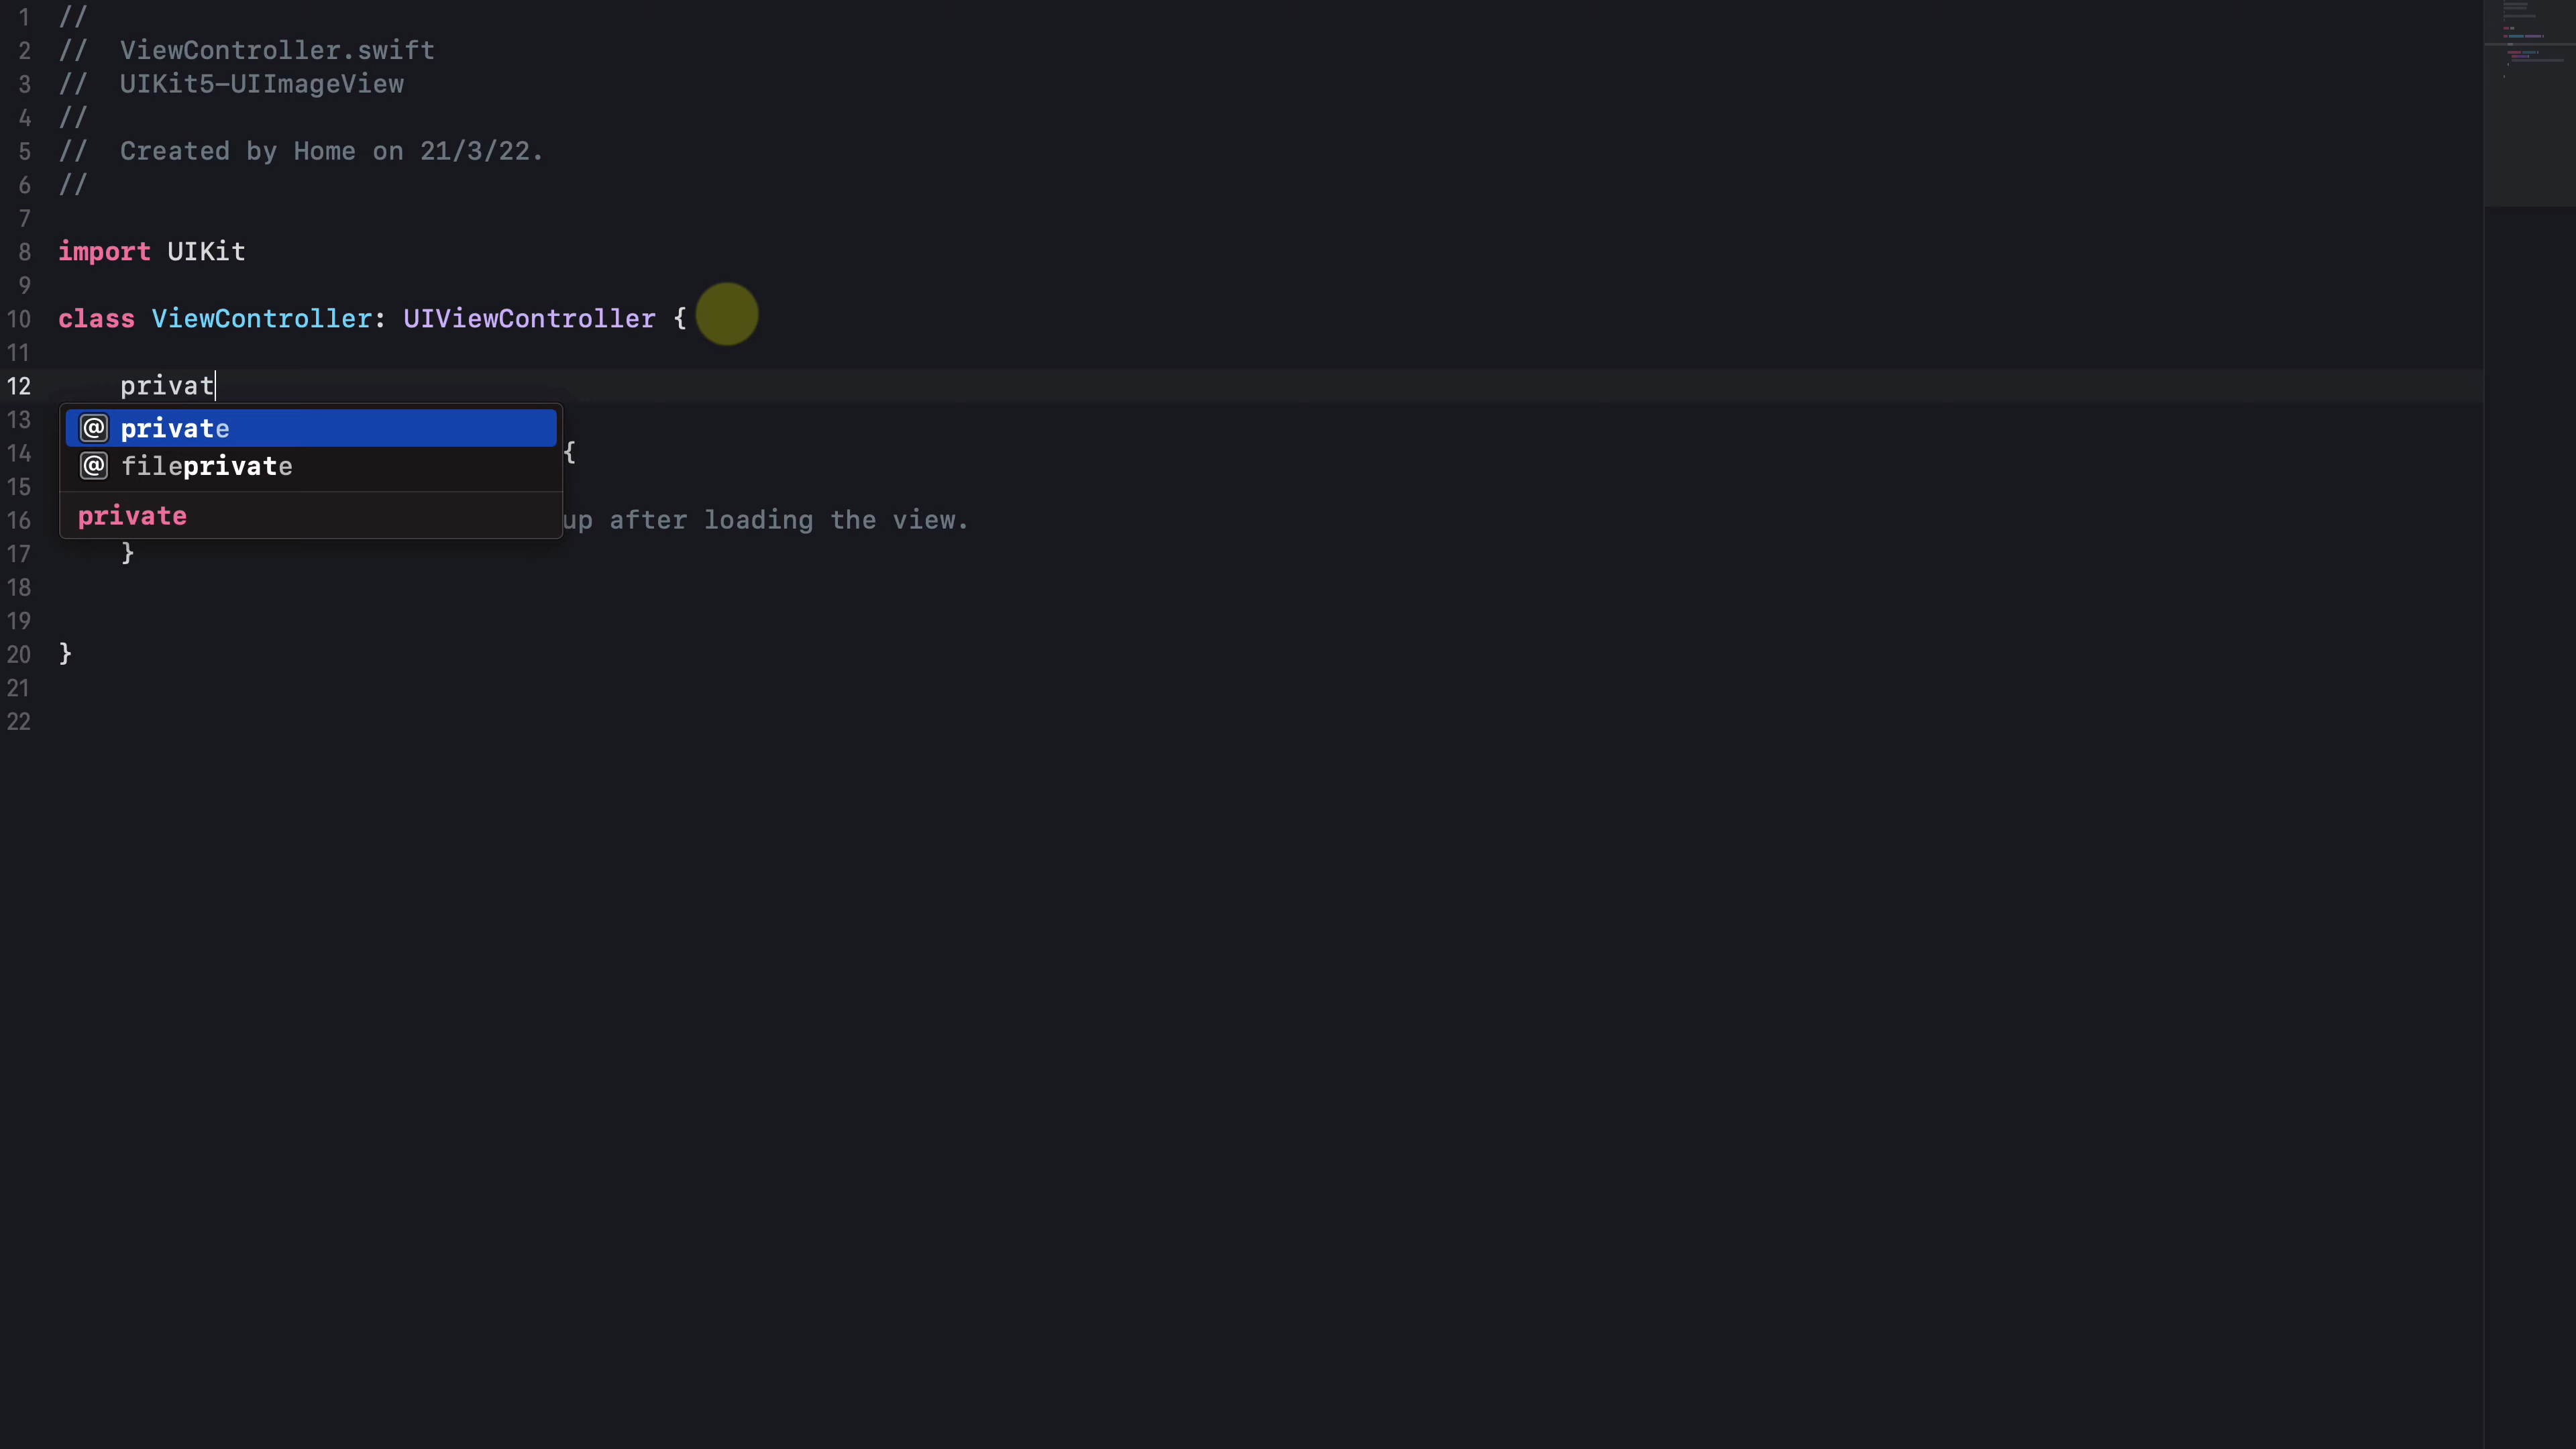 1 //
2 //  ViewController.swift
3 //  UIKit5-UIImageView
4 //
5 //  Created by Home on 21/3/22.
6 //
7
8 import UIKit
9
10 class ViewController: UIViewController {
11
12     privat
13 @ private
14 {
@ fileprivate
15
private
16 up after loading the view.
17     }
18
19
20 }
21
22